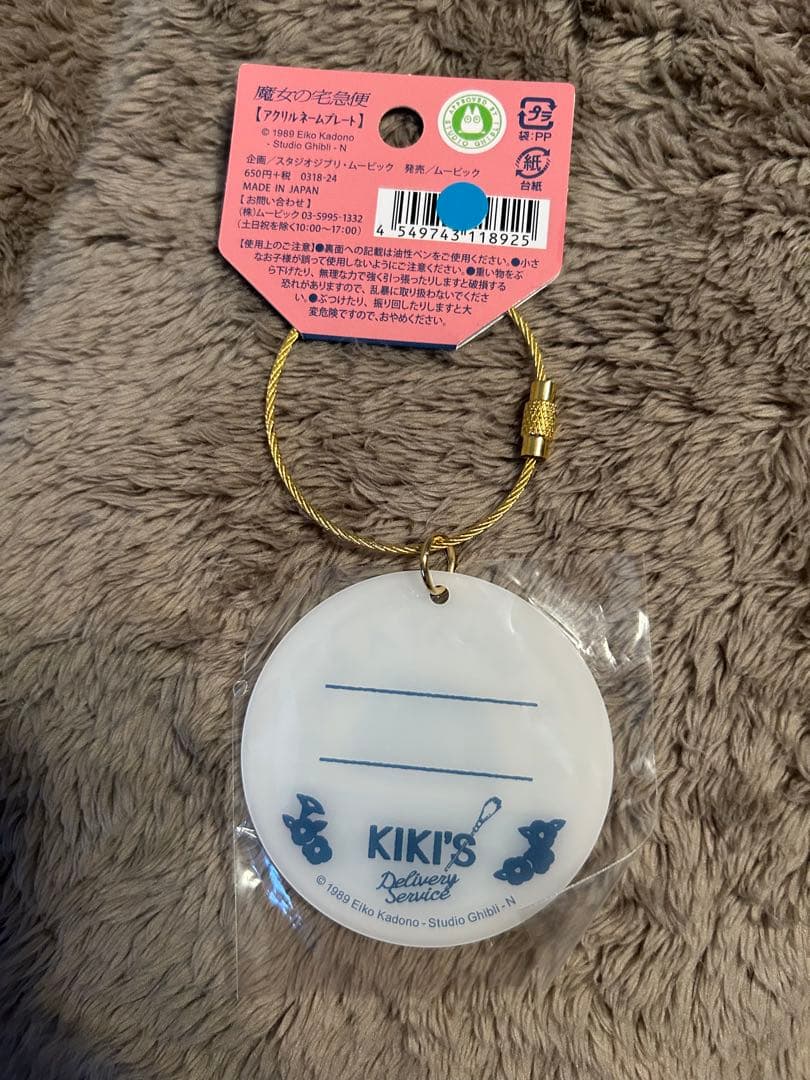 魔女の宅急便
【アクリルネームプレート】
© 1989 Eiko Kadono
- Studio Ghibli - N
企画/スタジオジブリ・ムービック 発売/ムービック
650円+税 0318-24
MADE IN JAPAN
【お問い合わせ】
(株)ムービック 03-5995-1332
(土日祝を除く10:00~17:00)
APPROVED BY
STUDIO GHIBLI
プラ
袋:PP
紙
台紙
4 549743 118925
【使用上のご注意】●裏面への記載は油性ペンをご使用ください。●小さ
なお子様が誤って使用しないようにご注意ください。●重い物をぶ
ら下げたり、無理な力で強く引っ張ったりしますと破損する
恐れがありますので、乱暴に取り扱わないでくださ
い。●ぶつけたり、振り回したりしますと大
変危険ですので、おやめください。
KIKI'S
Delivery
Service
© 1989 Eiko Kadono - Studio Ghibli - N